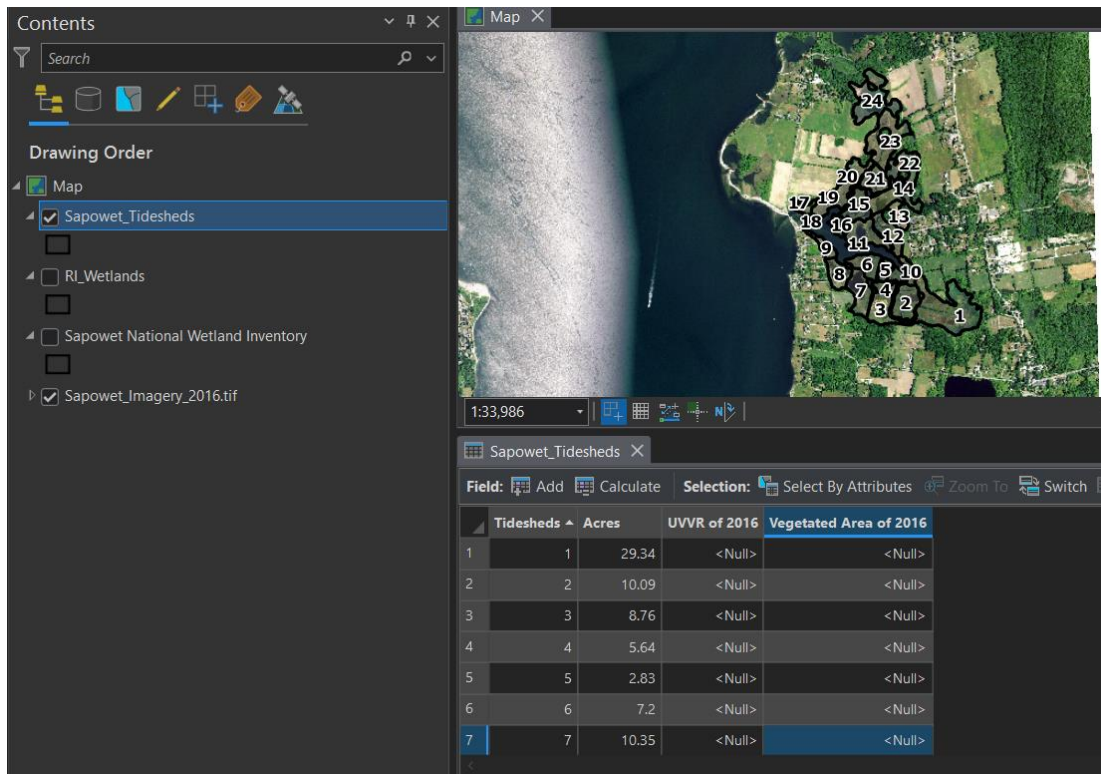 Contents
Search
Drawing Order
Map
Sapowet_Tidesheds
RI_Wetlands
Sapowet National Wetland Inventory
Sapowet_Imagery_2016.tif
Map
24
23
22
20 21
14
17 19 15
13
18 16
12
9 11
6 5 10
8
7 4
3 2
1
1:33,986
Sapowet_Tidesheds
Field: Add Calculate Selection: Select By Attributes Zoom To Switch
Tidesheds Acres UVVR of 2016 Vegetated Area of 2016
1 1 29.34 <Null> <Null>
2 2 10.09 <Null> <Null>
3 3 8.76 <Null> <Null>
4 4 5.64 <Null> <Null>
5 5 2.83 <Null> <Null>
6 6 7.2 <Null> <Null>
7 7 10.35 <Null> <Null>